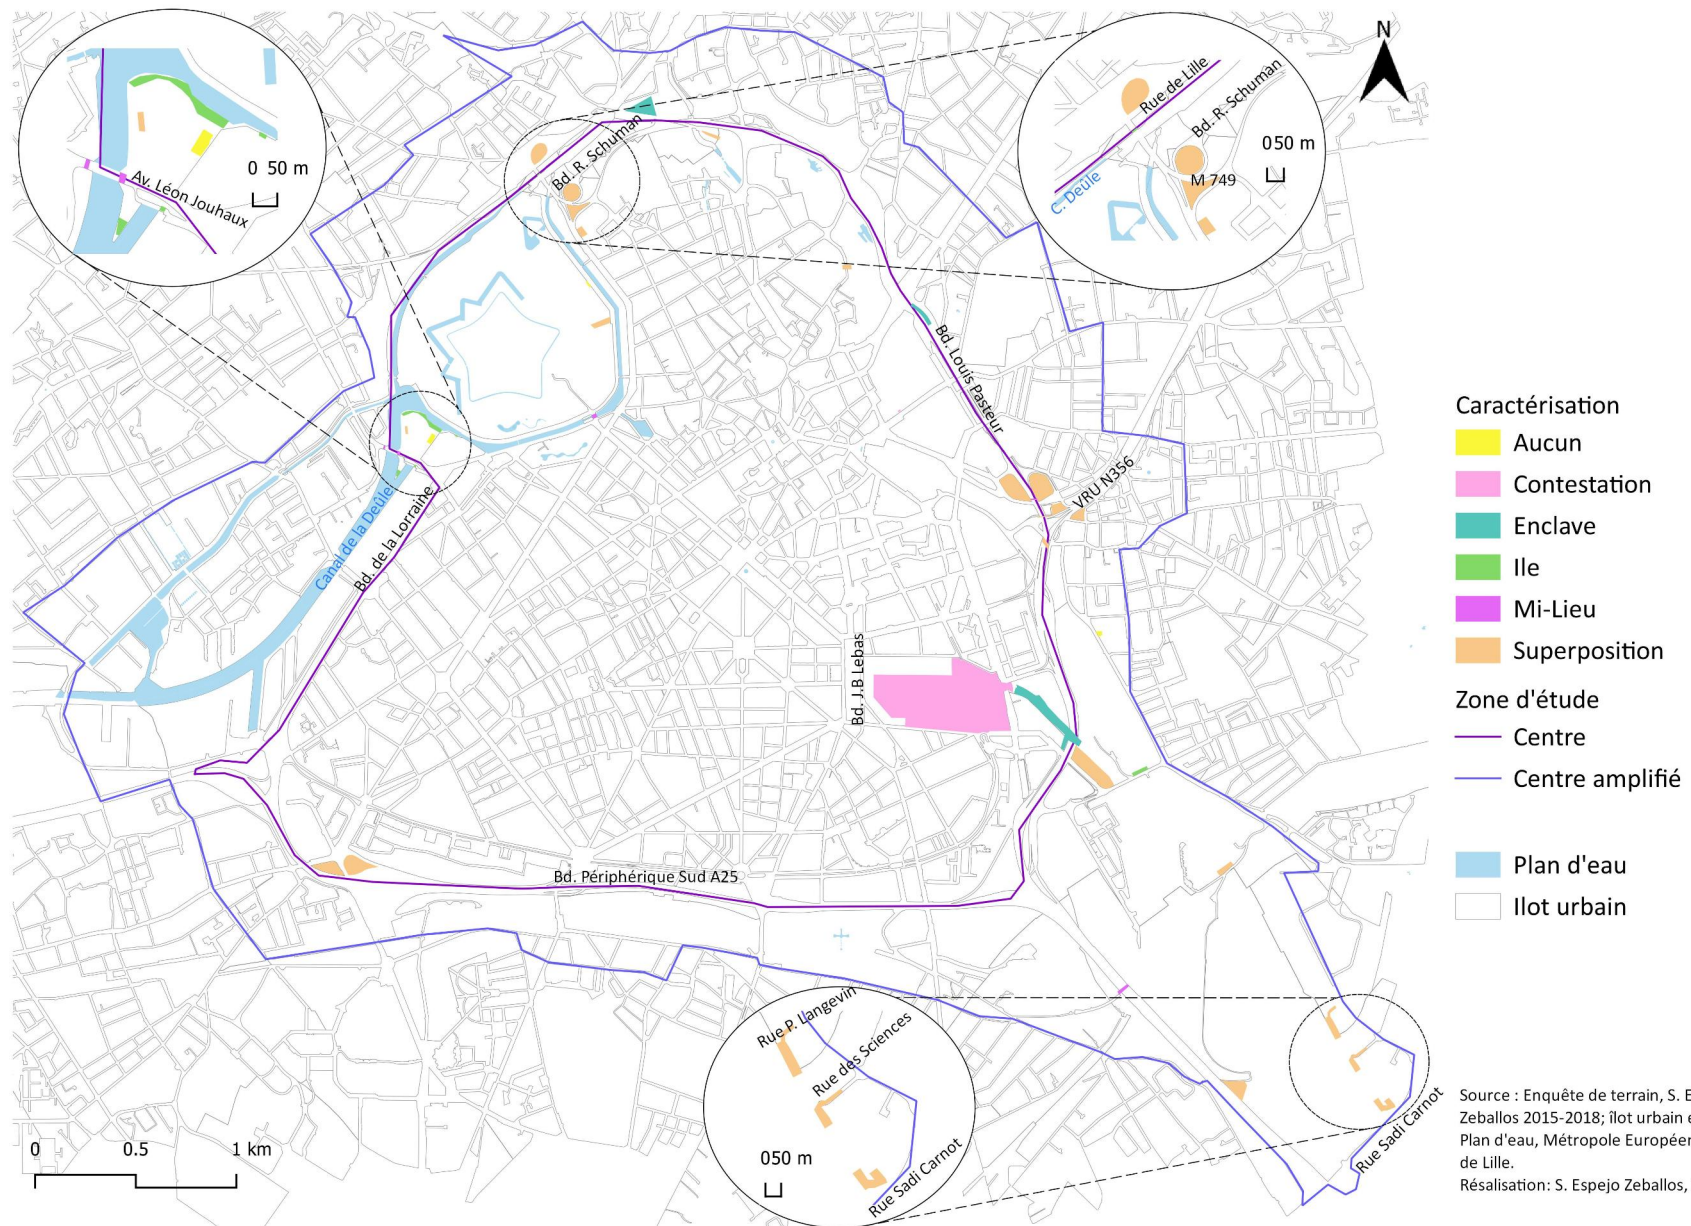 N
Rue de Lille
Bd. R. Schuman
050 m
M 749
C. Deûle
0 50 m
Av. Léon Jouhaux
Bd. R. Schuman
Bd. Louis Pasteur
VRU N356
Canal de la Deûle
Bd. de la Lorraine
Bd. J.B Lebas
Bd. Périphérique Sud A25
Caractérisation
Aucun
Contestation
Enclave
Ile
Mi-Lieu
Superposition
Zone d'étude
Centre
Centre amplifié
Plan d'eau
Ilot urbain
Rue P. Langevin
Rue des Sciences
050 m
Rue Sadi Carnot
Rue Sadi Carnot
0 0.5 1 km
Source : Enquête de terrain, S. E
Zeballos 2015-2018; îlot urbain e
Plan d'eau, Métropole Européer
de Lille.
Résalisation: S. Espejo Zeballos,